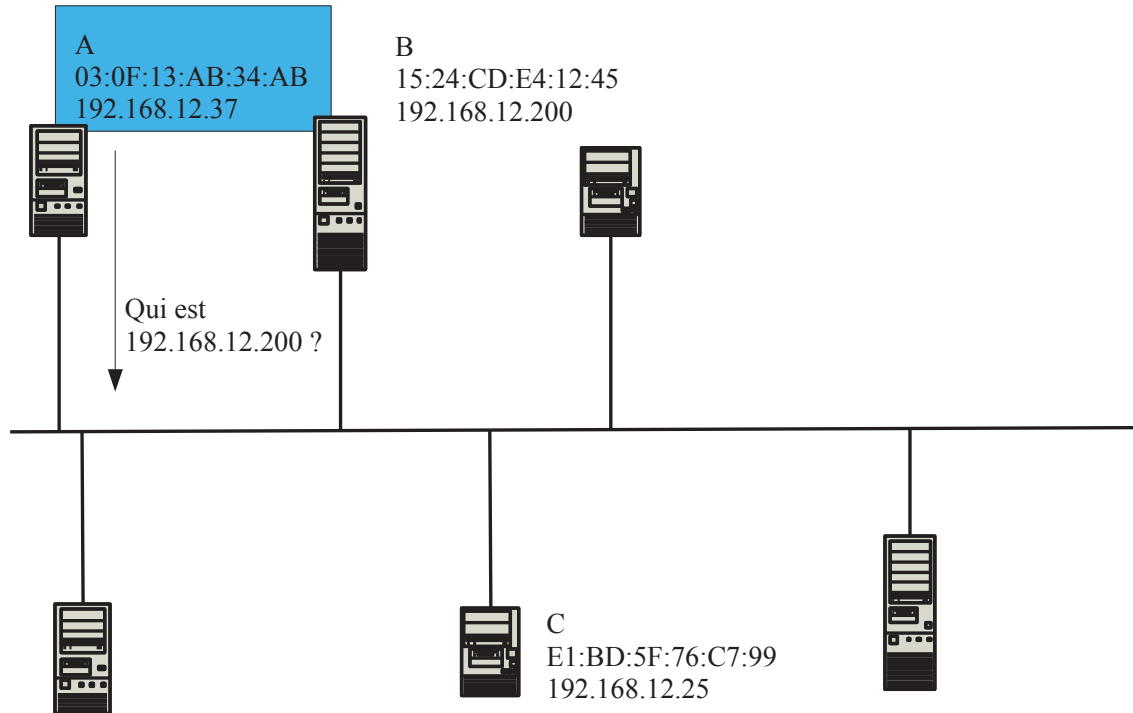 A
03:0F:13:AB:34:AB
192.168.12.37
B
15:24:CD:E4:12:45
192.168.12.200
Qui est
192.168.12.200 ?
C
E1:BD:5F:76:C7:99
192.168.12.25